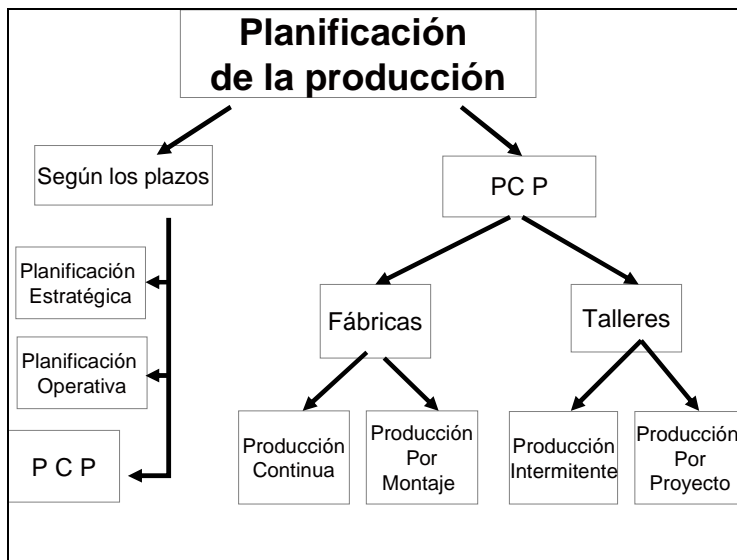 Planificación
de la producción
Según los plazos
PC P
Planificación
Estratégica
Planificación
Operativa
P C P
Fábricas
Talleres
Producción
Continua
Producción
Por
Montaje
Producción
Intermitente
Producción
Por
Proyecto